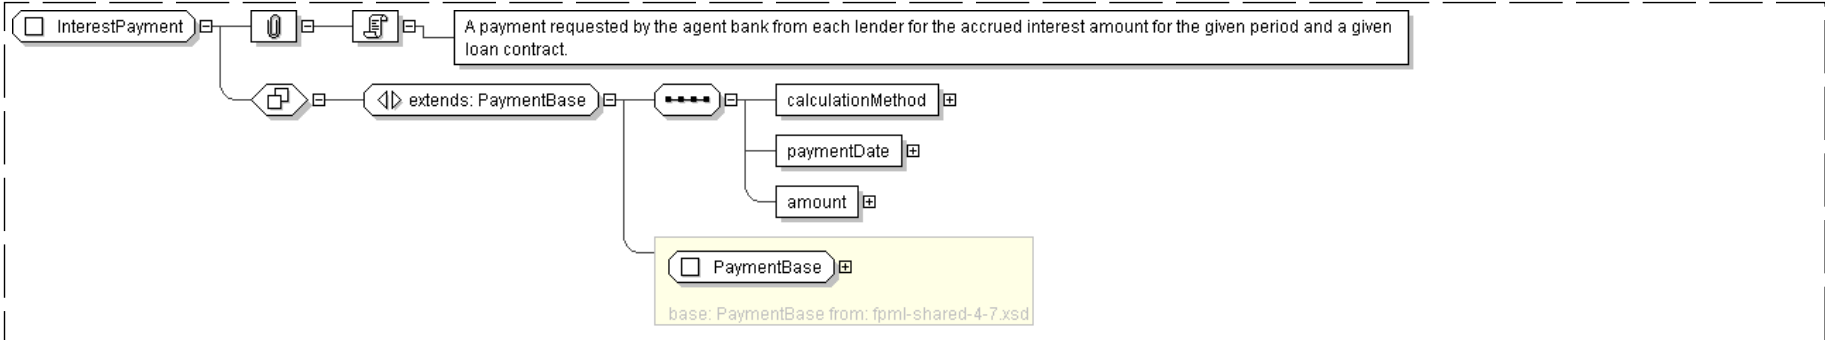 InterestPayment
A payment requested by the agent bank from each lender for the accrued interest amount for the given period and a given
loan contract.
extends: PaymentBase
calculationMethod
paymentDate
amount
PaymentBase
base: PaymentBase from: fpml-shared-4-7.xsd